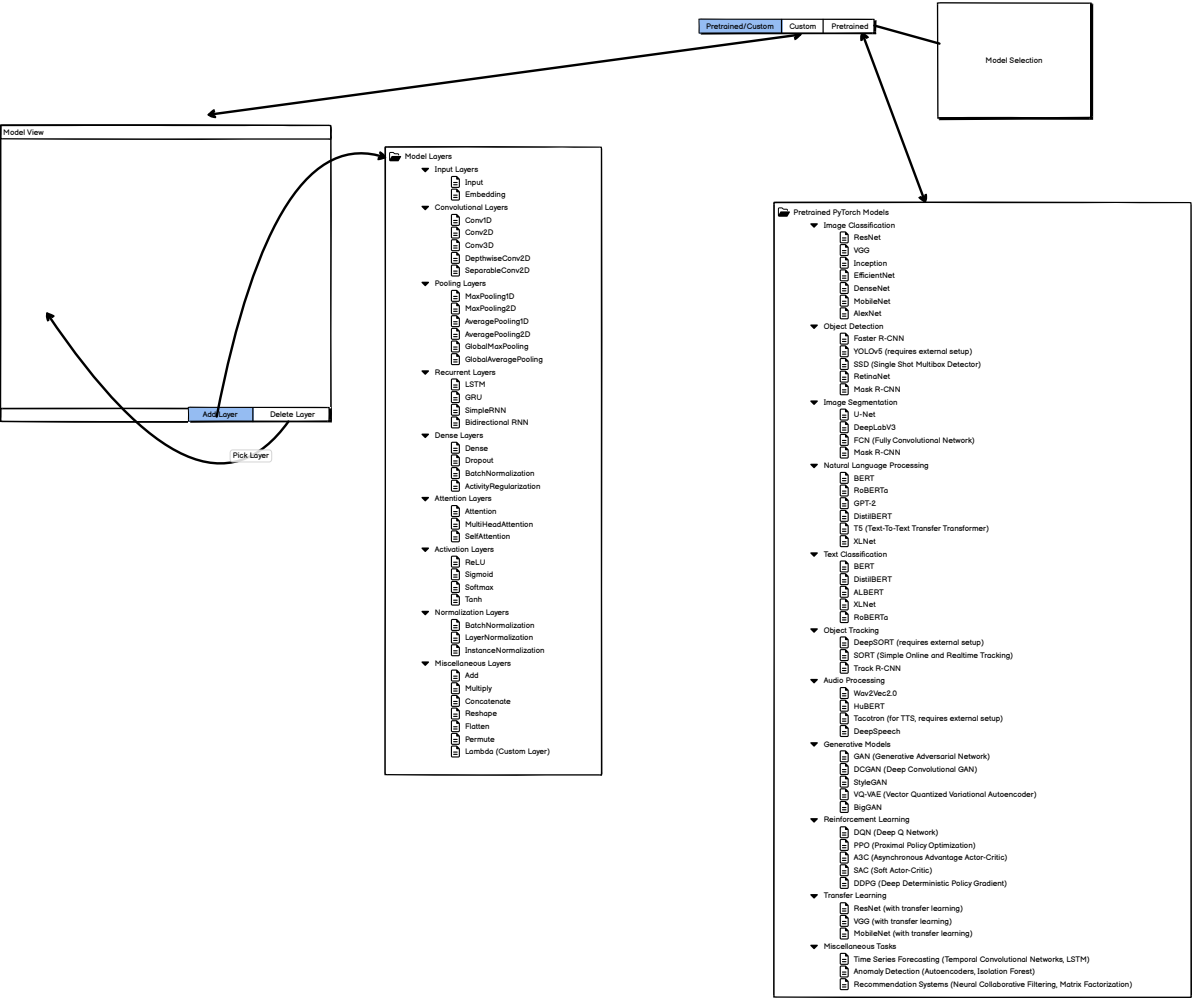 Pretrained/Custom Custom Pretrained
Model Selection
Model View
Add Layer Delete Layer
Pick Layer
Model Layers
Input Layers
Input
Embedding
Convolutional Layers
Conv1D
Conv2D
Conv3D
DepthwiseConv2D
SeparableConv2D
Pooling Layers
MaxPooling1D
MaxPooling2D
AveragePooling1D
AveragePooling2D
GlobalMaxPooling
GlobalAveragePooling
Recurrent Layers
LSTM
GRU
SimpleRNN
Bidirectional RNN
Dense Layers
Dense
Dropout
BatchNormalization
ActivityRegularization
Attention Layers
Attention
MultiHeadAttention
SelfAttention
Activation Layers
ReLU
Sigmoid
Softmax
Tanh
Normalization Layers
BatchNormalization
LayerNormalization
InstanceNormalization
Miscellaneous Layers
Add
Multiply
Concatenate
Reshape
Flatten
Permute
Lambda (Custom Layer)
Pretrained PyTorch Models
Image Classification
ResNet
VGG
Inception
EfficientNet
DenseNet
MobileNet
AlexNet
Object Detection
Faster R-CNN
YOLOv5 (requires external setup)
SSD (Single Shot Multibox Detector)
RetinaNet
Mask R-CNN
Image Segmentation
U-Net
DeepLabV3
FCN (Fully Convolutional Network)
Mask R-CNN
Natural Language Processing
BERT
RoBERTa
GPT-2
DistilBERT
T5 (Text-To-Text Transfer Transformer)
XLNet
Text Classification
BERT
DistilBERT
ALBERT
XLNet
RoBERTa
Object Tracking
DeepSORT (requires external setup)
SORT (Simple Online and Realtime Tracking)
Track R-CNN
Audio Processing
Wav2Vec2.0
HuBERT
Tacotron (for TTS, requires external setup)
DeepSpeech
Generative Models
GAN (Generative Adversarial Network)
DCGAN (Deep Convolutional GAN)
StyleGAN
VQ-VAE (Vector Quantized Variational Autoencoder)
BigGAN
Reinforcement Learning
DQN (Deep Q Network)
PPO (Proximal Policy Optimization)
A3C (Asynchronous Advantage Actor-Critic)
SAC (Soft Actor-Critic)
DDPG (Deep Deterministic Policy Gradient)
Transfer Learning
ResNet (with transfer learning)
VGG (with transfer learning)
MobileNet (with transfer learning)
Miscellaneous Tasks
Time Series Forecasting (Temporal Convolutional Networks, LSTM)
Anomaly Detection (Autoencoders, Isolation Forest)
Recommendation Systems (Neural Collaborative Filtering, Matrix Factorization)